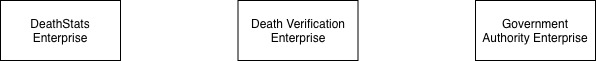 DeathStats
Enterprise
Death Verification
Enterprise
Government
Authority Enterprise